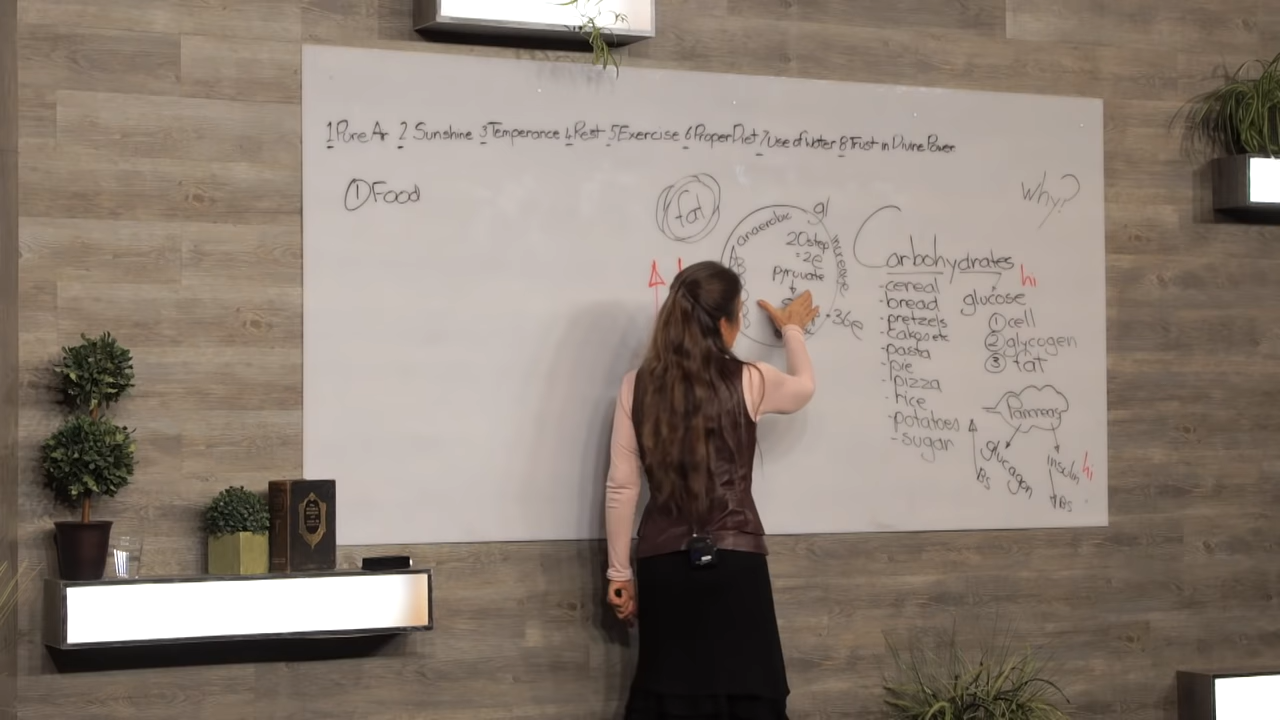 1 Pure Air 2 Sunshine 3 Temperance 4 Rest 5 Exercise 6 Proper Diet 7 Use of Water 8 Trust in Divine Power
① Food
fat
anaerobic
gl
20step
=2e
pyruvate
increase
36e
Why?
Carbohydrates
- cereal
- bread
- pretzels
- cakes etc
- pasta
- pie
- pizza
- rice
- potatoes
- sugar
hi
glucose
① cell
② glycogen
③ fat
Pancreas
glucagon
BS
insulin hi
BS